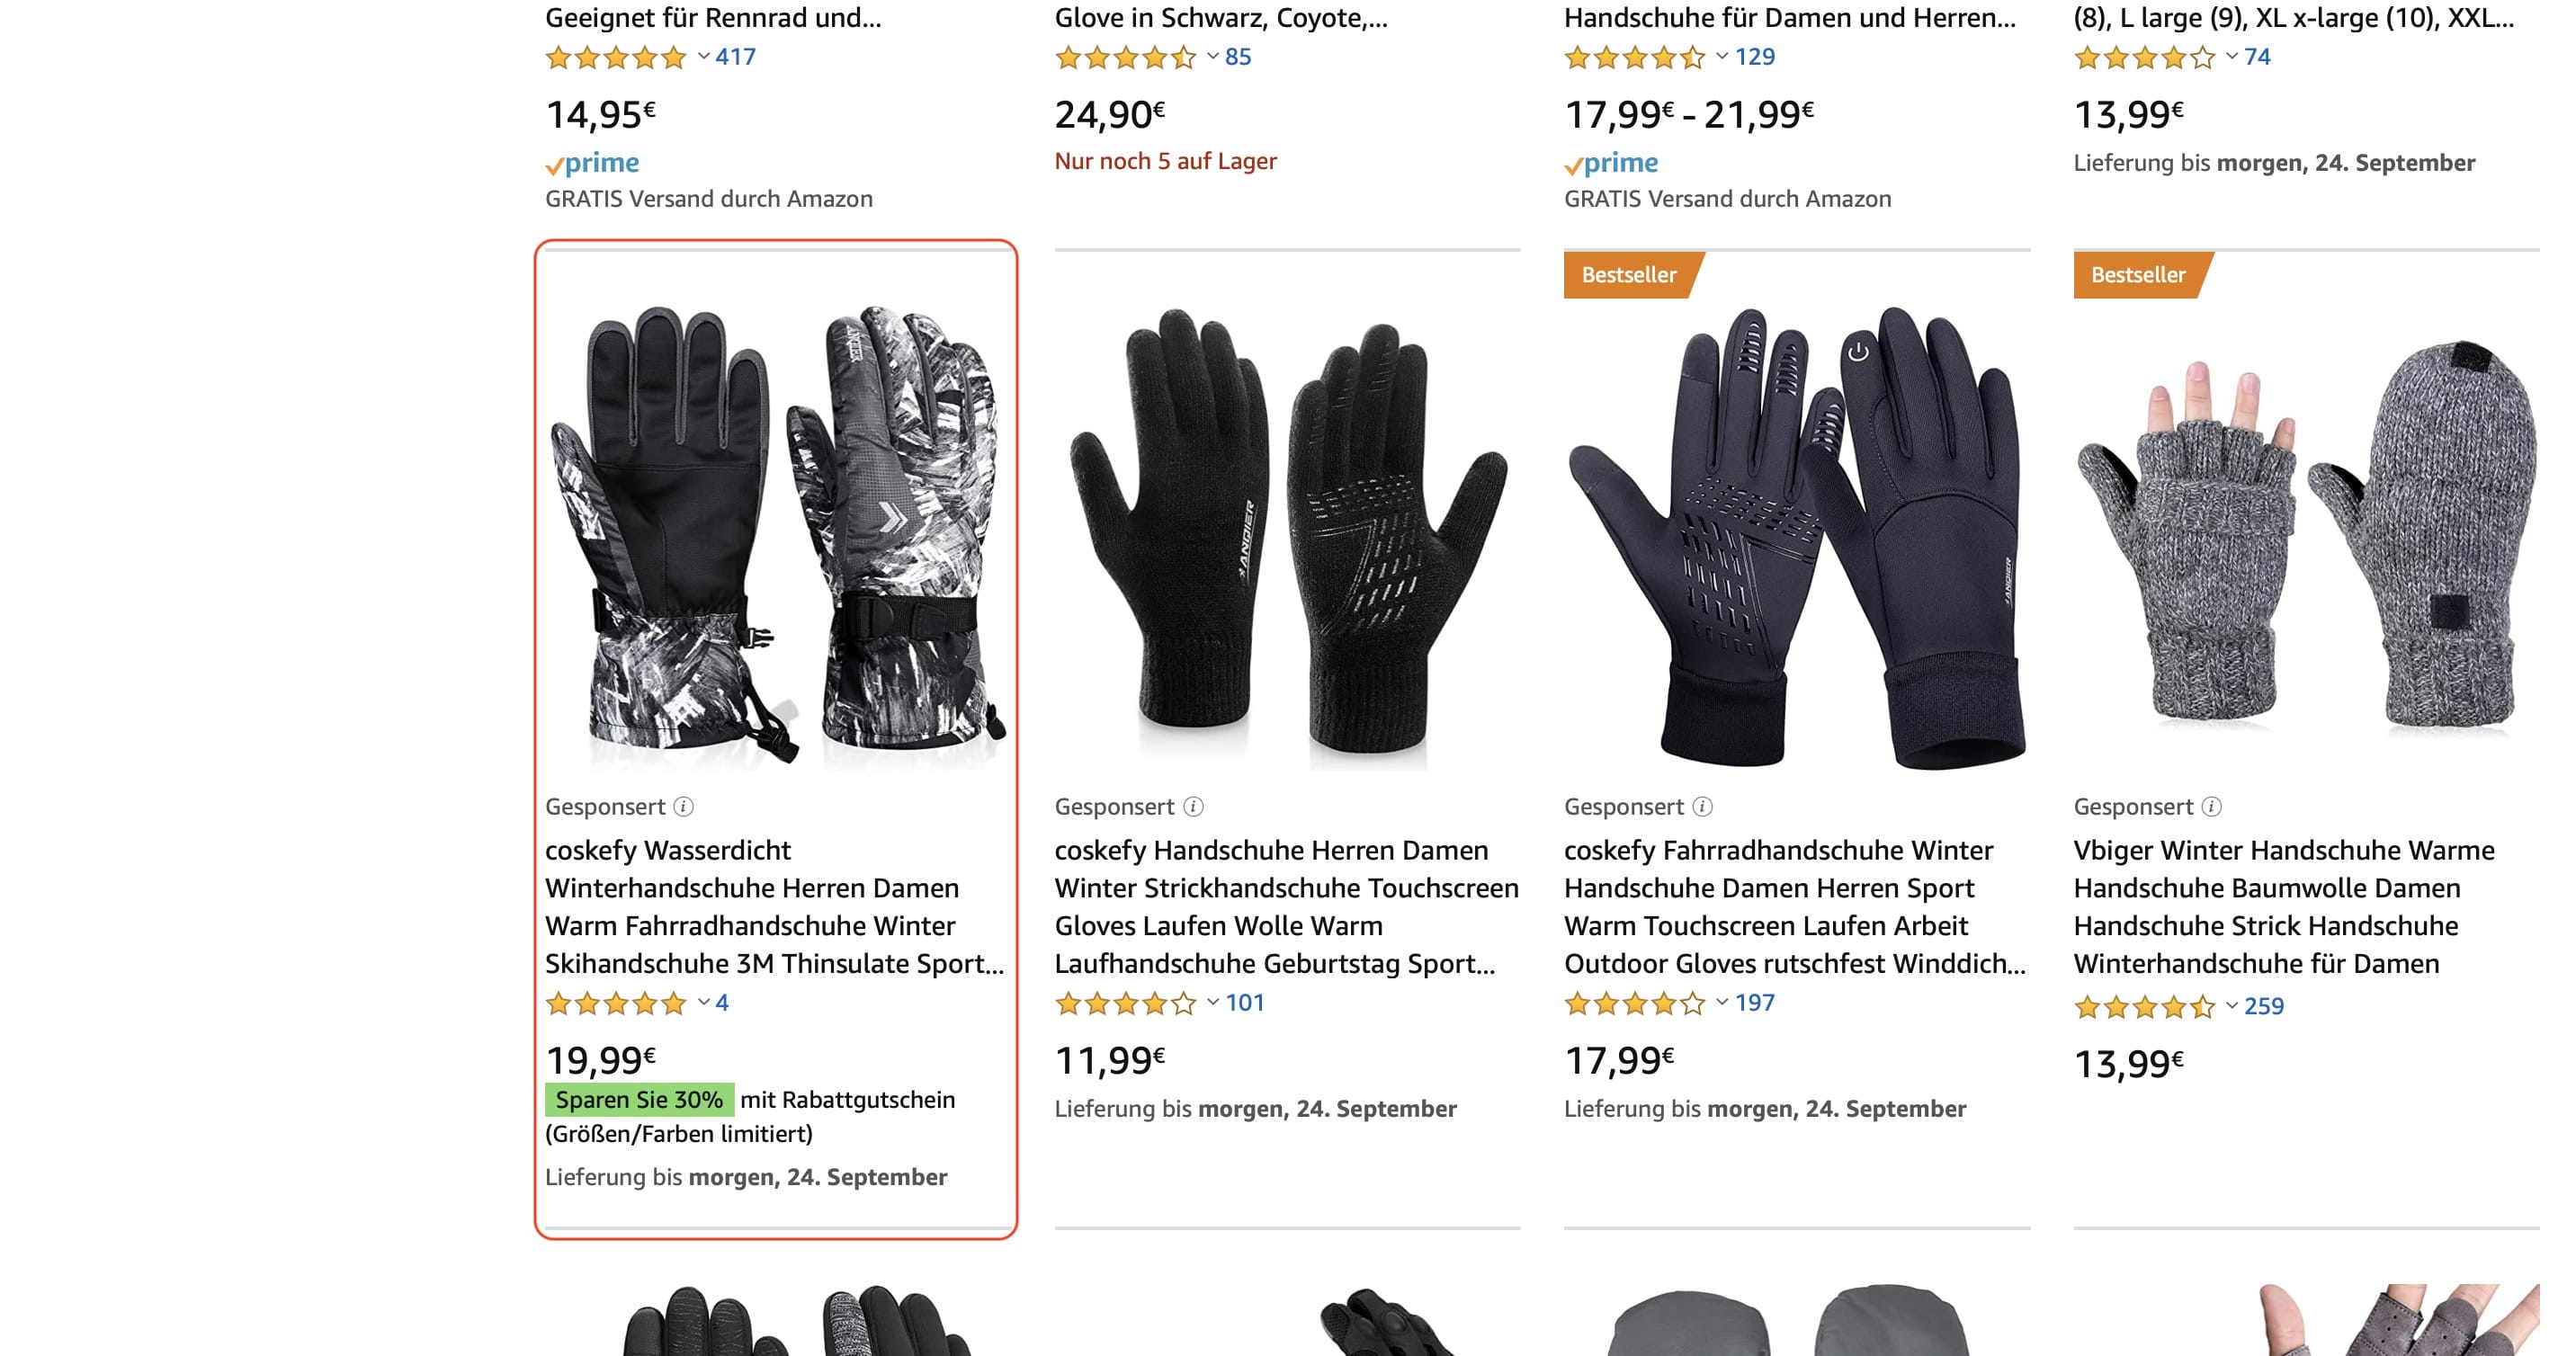 Geeignet für Rennrad und...
417
14,95€
prime
GRATIS Versand durch Amazon
Glove in Schwarz, Coyote,...
85
24,90€
Nur noch 5 auf Lager
Handschuhe für Damen und Herren...
129
17,99€ - 21,99€
prime
GRATIS Versand durch Amazon
(8), L large (9), XL x-large (10), XXL...
74
13,99€
Lieferung bis morgen, 24. September
Gesponsert
coskefy Wasserdicht
Winterhandschuhe Herren Damen
Warm Fahrradhandschuhe Winter
Skihandschuhe 3M Thinsulate Sport...
4
19,99€
Sparen Sie 30% mit Rabattgutschein
(Größen/Farben limitiert)
Lieferung bis morgen, 24. September
ANQIER
Gesponsert
coskefy Handschuhe Herren Damen
Winter Strickhandschuhe Touchscreen
Gloves Laufen Wolle Warm
Laufhandschuhe Geburtstag Sport...
101
11,99€
Lieferung bis morgen, 24. September
Bestseller
ANQIER
Gesponsert
coskefy Fahrradhandschuhe Winter
Handschuhe Damen Herren Sport
Warm Touchscreen Laufen Arbeit
Outdoor Gloves rutschfest Winddich...
197
17,99€
Lieferung bis morgen, 24. September
Bestseller
Gesponsert
Vbiger Winter Handschuhe Warme
Handschuhe Baumwolle Damen
Handschuhe Strick Handschuhe
Winterhandschuhe für Damen
259
13,99€